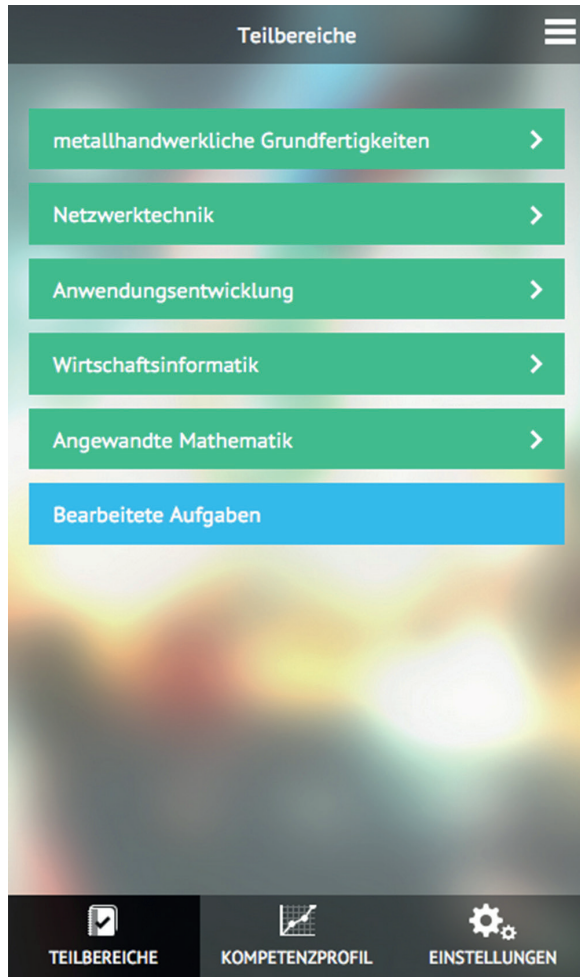 Teilbereiche
metallhandwerkliche Grundfertigkeiten
Netzwerktechnik
Anwendungsentwicklung
Wirtschaftsinformatik
Angewandte Mathematik
Bearbeitete Aufgaben
TEILBEREICHE KOMPETENZPROFIL EINSTELLUNGEN